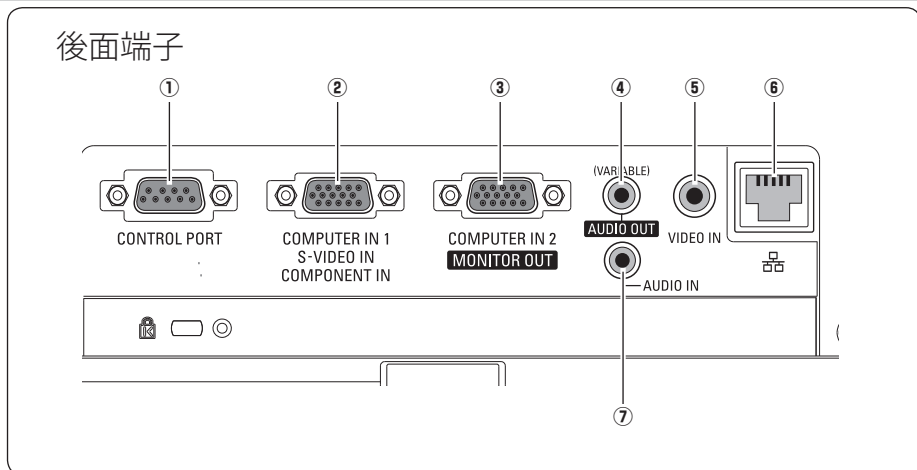 後面端子
① ② ③ ④ ⑤ ⑥
(VARIABLE)
CONTROL PORT
COMPUTER IN 1
S-VIDEO IN
COMPONENT IN
COMPUTER IN 2
MONITOR OUT
AUDIO OUT
VIDEO IN
AUDIO IN
K
⑦